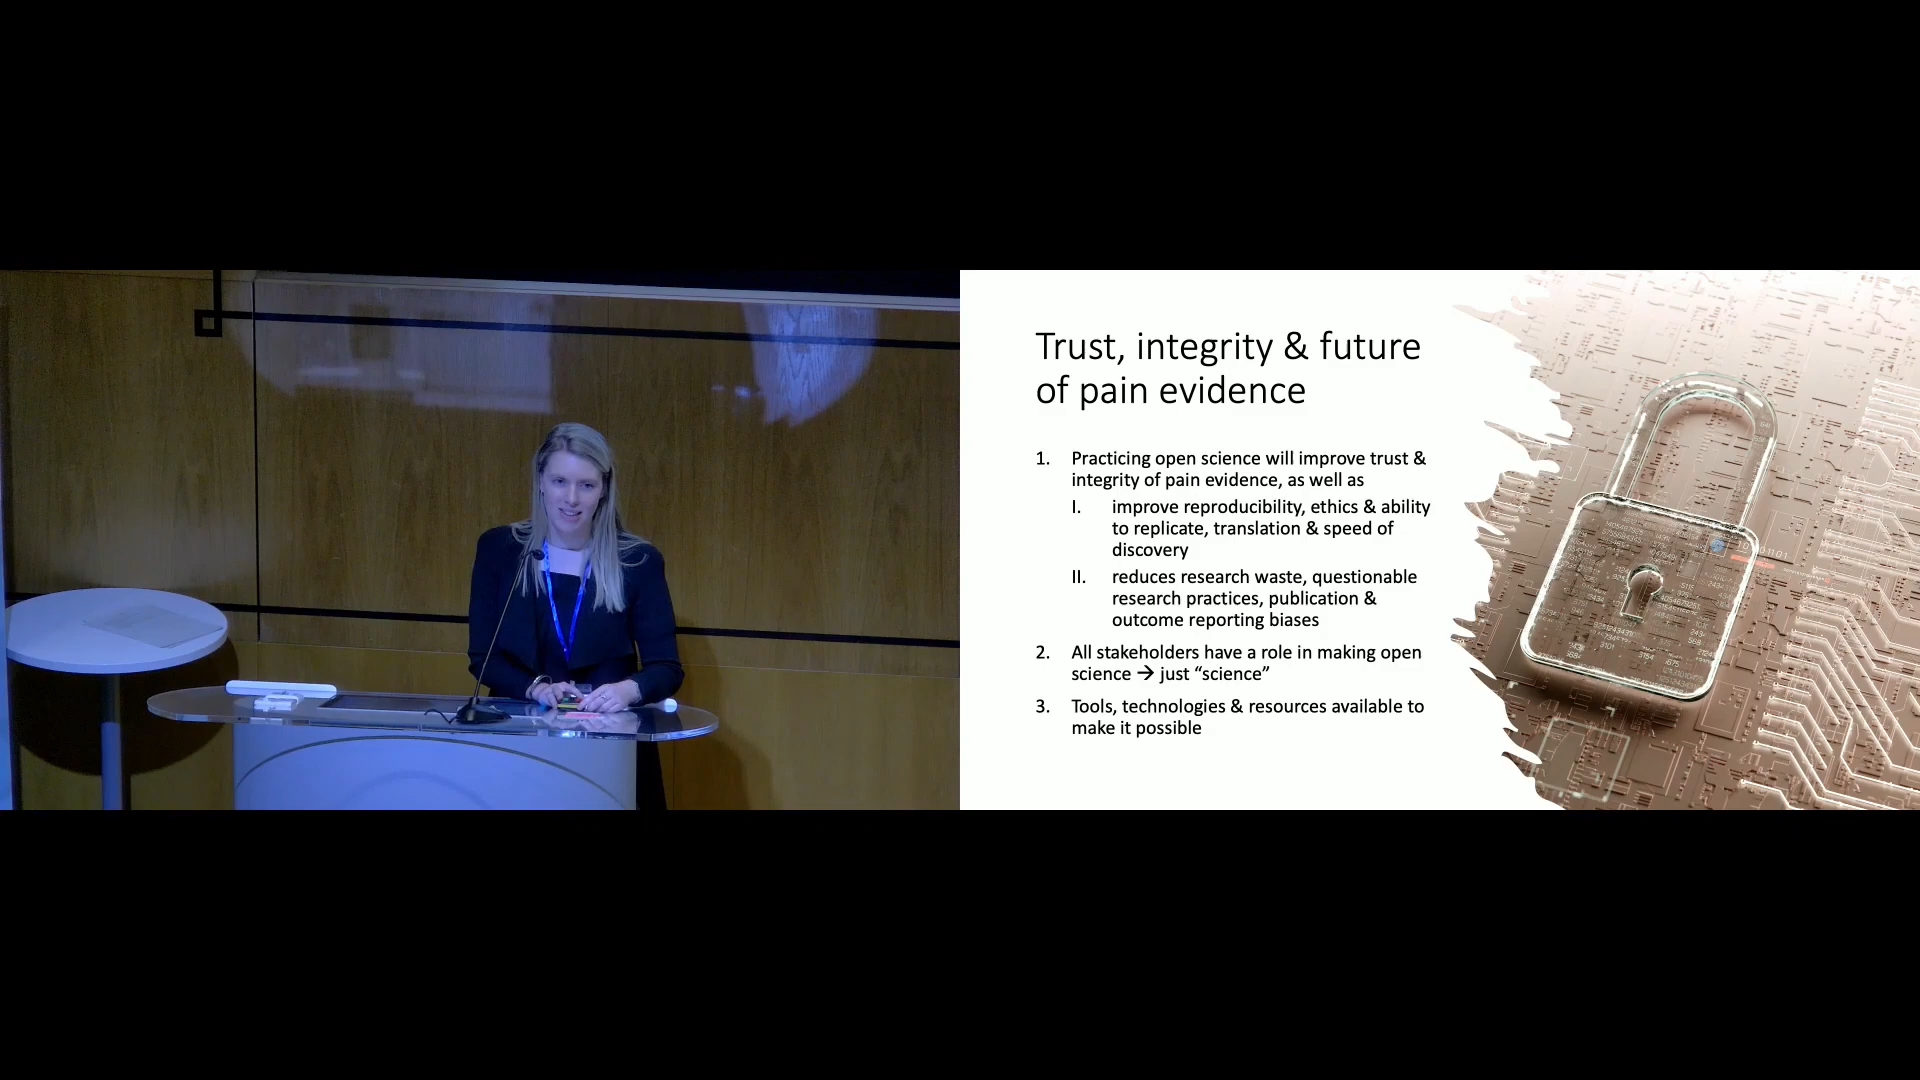 Trust, integrity & future
of pain evidence
1. Practicing open science will improve trust &
integrity of pain evidence, as well as
I. improve reproducibility, ethics & ability
to replicate, translation & speed of
discovery
II. reduces research waste, questionable
research practices, publication &
outcome reporting biases
2. All stakeholders have a role in making open
science → just “science”
3. Tools, technologies & resources available to
make it possible